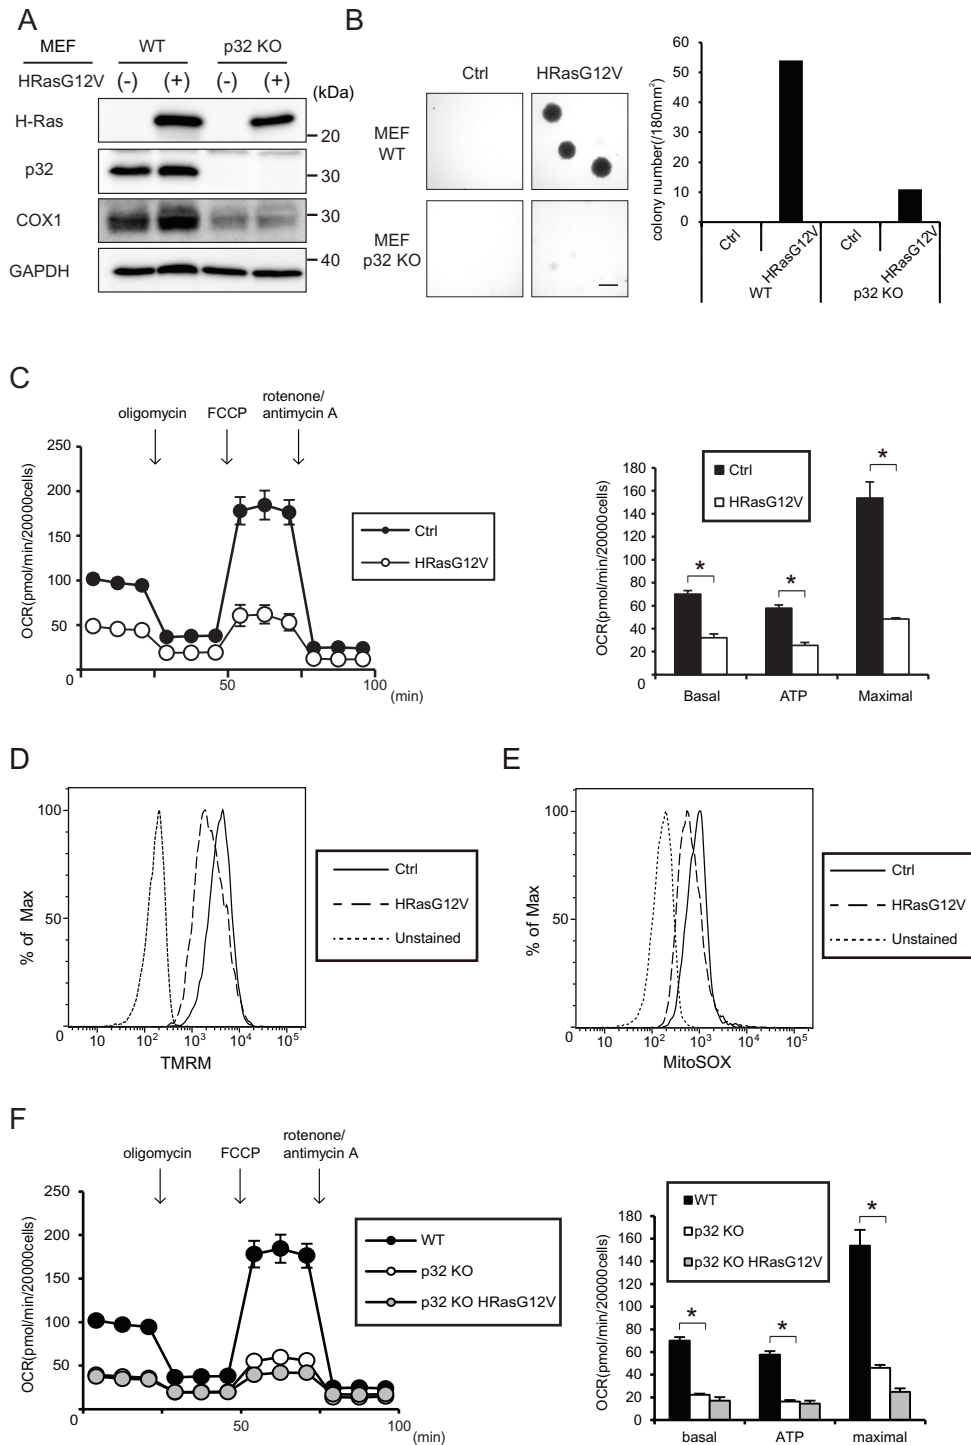 A
MEF WT p32 KO
HRasG12V (-) (+) (-) (+) (kDa)
H-Ras 20
p32 30
COX1 30
GAPDH 40
B
Ctrl HRasG12V
MEF
WT
MEF
p32 KO
colony number(/180mm²)
60
50
40
30
20
10
0
Ctrl HRasG12V Ctrl HRasG12V
WT p32 KO
C
oligomycin FCCP rotenone/
antimycin A
OCR(pmol/min/20000cells)
250
200
150
100
50
0 50 100
(min)
Ctrl
HRasG12V
OCR(pmol/min/20000cells)
180
160
140
120
100
80
60
40
20
0
Ctrl
HRasG12V
* * *
Basal ATP Maximal
D
% of Max
100
50
0 10 10² 10³ 10⁴ 10⁵
TMRM
Ctrl
HRasG12V
Unstained
E
% of Max
100
50
0 10 10² 10³ 10⁴ 10⁵
MitoSOX
Ctrl
HRasG12V
Unstained
F
oligomycin FCCP rotenone/
antimycin A
OCR(pmol/min/20000cells)
250
200
150
100
50
0 50 100
(min)
WT
p32 KO
p32 KO HRasG12V
OCR(pmol/min/20000cells)
180
160
140
120
100
80
60
40
20
0
WT
p32 KO
p32 KO HRasG12V
* * *
basal ATP maximal